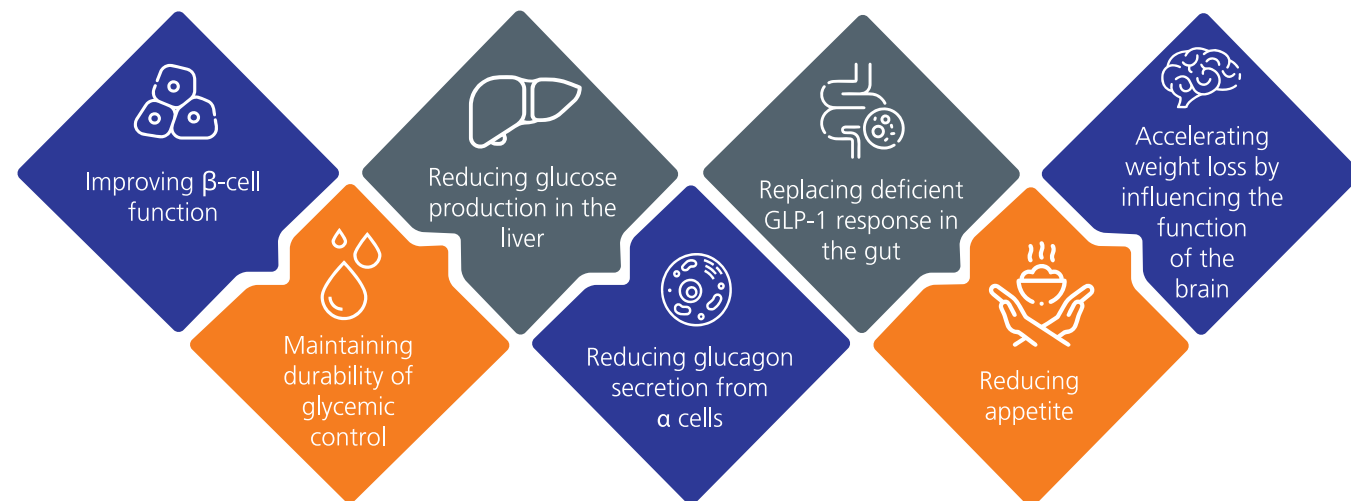 Improving β-cell
function
Maintaining
durability of
glycemic
control
Reducing glucose
production in the
liver
Reducing glucagon
secretion from
α cells
Replacing deficient
GLP-1 response in
the gut
Reducing
appetite
Accelerating
weight loss by
influencing the
function
of the
brain